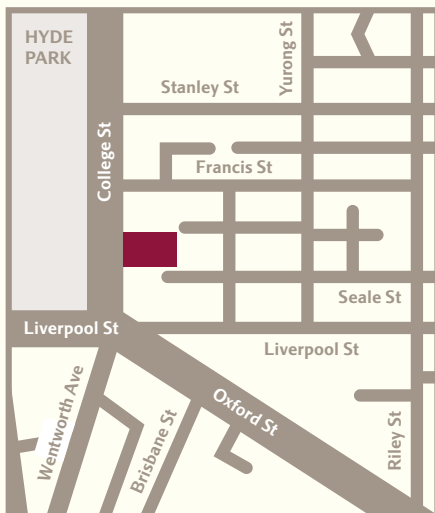 HYDE
PARK
Yurong St
Stanley St
College St
Francis St
Seale St
Liverpool St
Liverpool St
Wentworth Ave
Brisbane St
Oxford St
Riley St